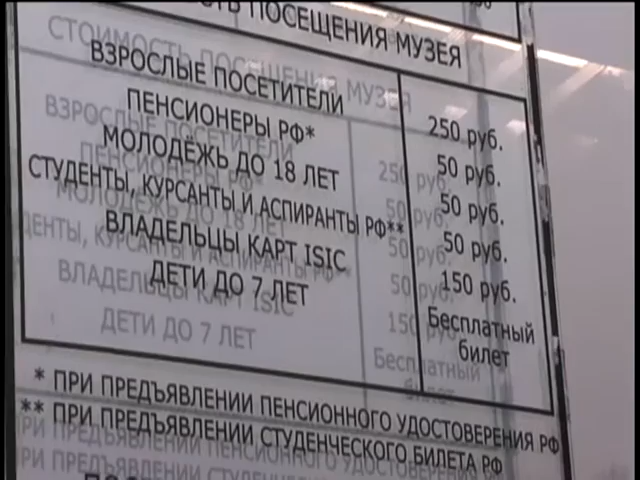 СТЬ ПОСЕЩЕНИЯ МУЗЕЯ
ВЗРОСЛЫЕ ПОСЕТИТЕЛИ 250 руб.
ПЕНСИОНЕРЫ РФ* 50 руб.
МОЛОДЁЖЬ ДО 18 ЛЕТ 50 руб.
СТУДЕНТЫ, КУРСАНТЫ И АСПИРАНТЫ РФ** 50 руб.
ВЛАДЕЛЬЦЫ КАРТ ISIC 150 руб.
ДЕТИ ДО 7 ЛЕТ Бесплатный
билет
* ПРИ ПРЕДЪЯВЛЕНИИ ПЕНСИОННОГО УДОСТОВЕРЕНИЯ РФ
** ПРИ ПРЕДЪЯВЛЕНИИ СТУДЕНЧЕСКОГО БИЛЕТА РФ